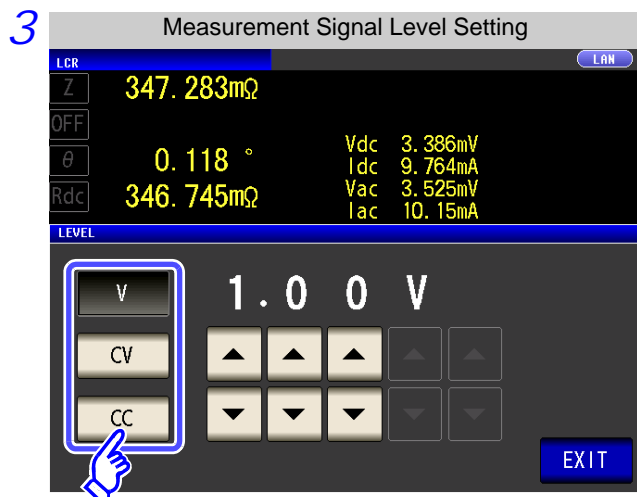 3
Measurement Signal Level Setting
LCR LAN
Z 347.283mΩ
OFF
θ 0.118 °
Rdc 346.745mΩ
Vdc 3.386mV
Idc 9.764mA
Vac 3.525mV
Iac 10.15mA
LEVEL
V
CV
CC
1.00 V
EXIT